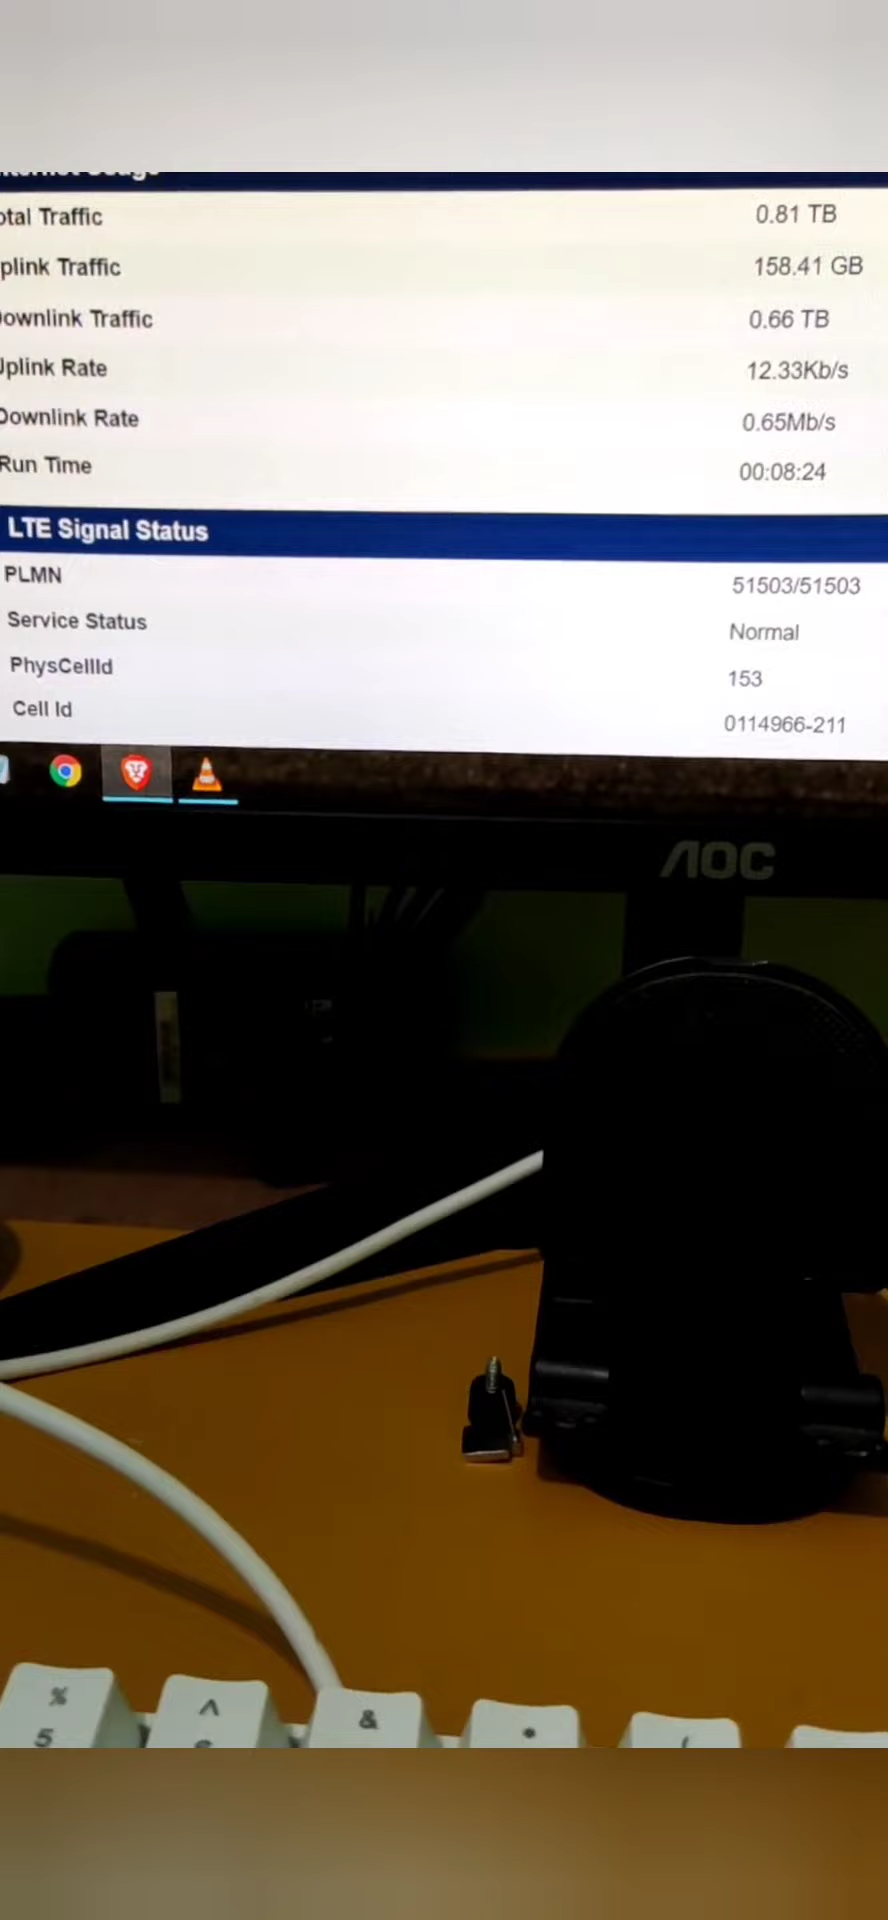 otal Traffic 0.81 TB
plink Traffic 158.41 GB
ownlink Traffic 0.66 TB
Uplink Rate 12.33Kb/s
Downlink Rate 0.65Mb/s
Run Time 00:08:24
LTE Signal Status
PLMN 51503/51503
Service Status Normal
PhysCellId 153
Cell Id 0114966-211
AOC
% ^ & * (
5